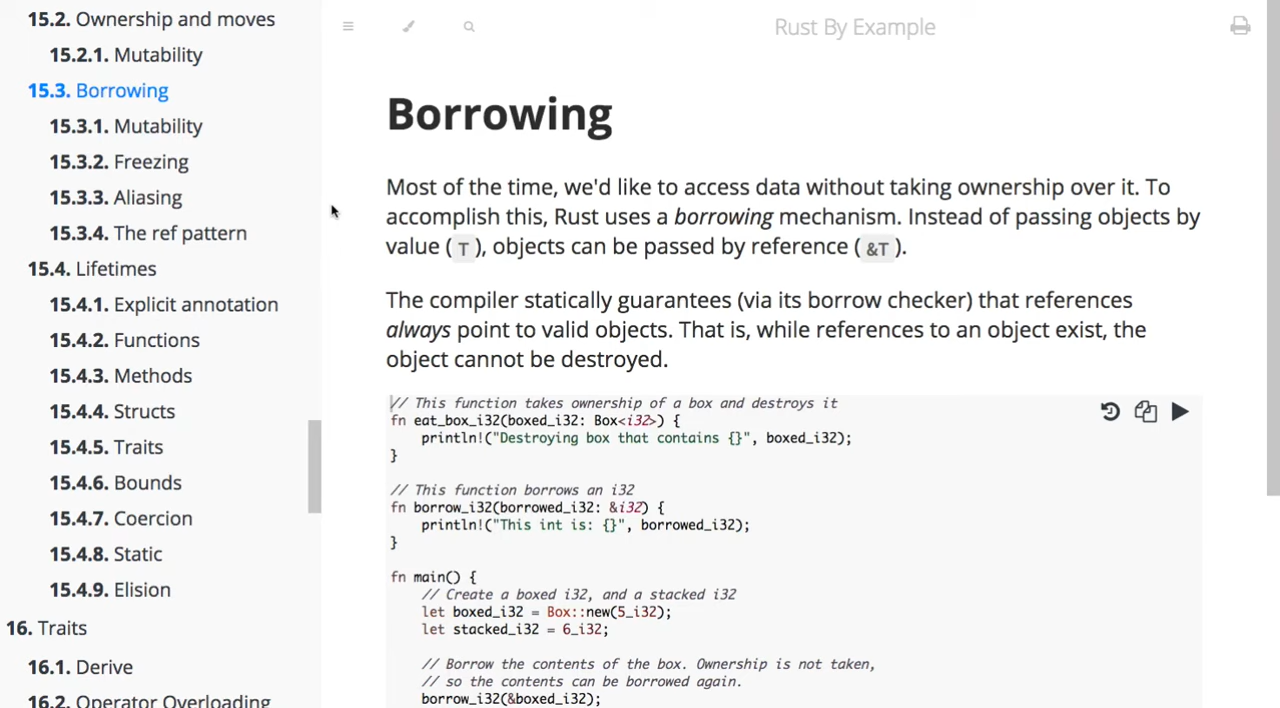 15.2. Ownership and moves
15.2.1. Mutability
15.3. Borrowing
15.3.1. Mutability
15.3.2. Freezing
15.3.3. Aliasing
15.3.4. The ref pattern
15.4. Lifetimes
15.4.1. Explicit annotation
15.4.2. Functions
15.4.3. Methods
15.4.4. Structs
15.4.5. Traits
15.4.6. Bounds
15.4.7. Coercion
15.4.8. Static
15.4.9. Elision
16. Traits
16.1. Derive
16.2. Operator Overloading
Rust By Example
Borrowing
Most of the time, we'd like to access data without taking ownership over it. To
accomplish this, Rust uses a borrowing mechanism. Instead of passing objects by
value ( T ), objects can be passed by reference ( &T ).
The compiler statically guarantees (via its borrow checker) that references
always point to valid objects. That is, while references to an object exist, the
object cannot be destroyed.
// This function takes ownership of a box and destroys it
fn eat_box_i32(boxed_i32: Box<i32>) {
    println!("Destroying box that contains {}", boxed_i32);
}
// This function borrows an i32
fn borrow_i32(borrowed_i32: &i32) {
    println!("This int is: {}", borrowed_i32);
}
fn main() {
    // Create a boxed i32, and a stacked i32
    let boxed_i32 = Box::new(5_i32);
    let stacked_i32 = 6_i32;
    // Borrow the contents of the box. Ownership is not taken,
    // so the contents can be borrowed again.
    borrow_i32(&boxed_i32);